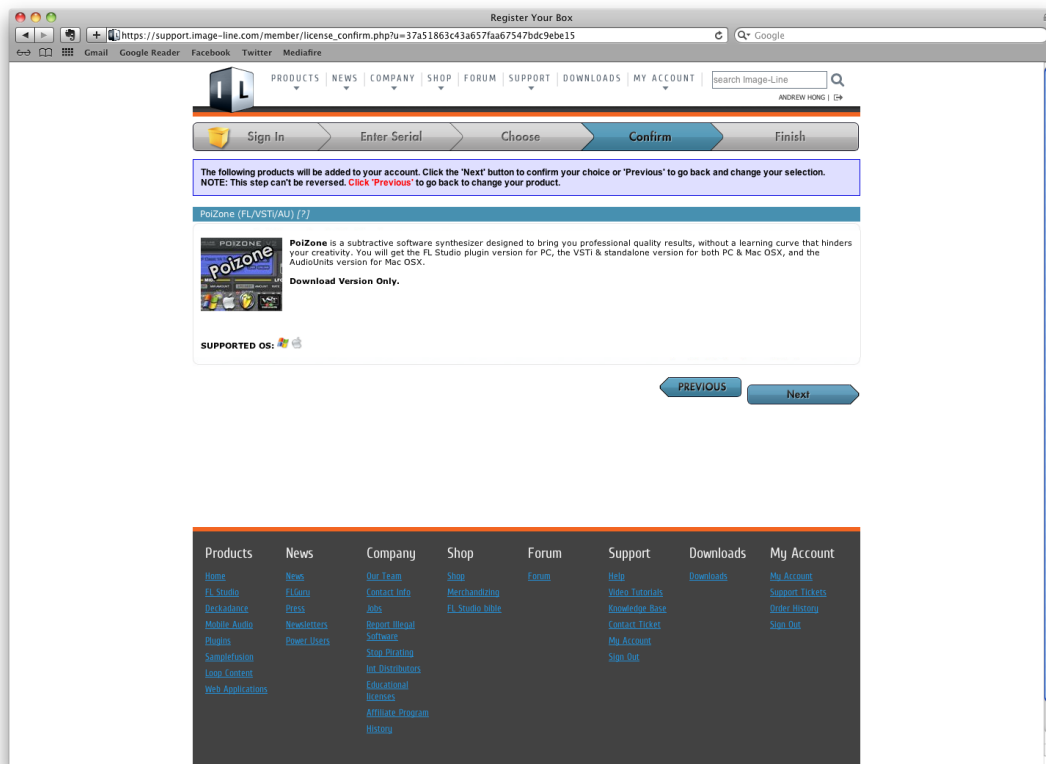 Register Your Box
https://support.image-line.com/member/license_confirm.php?u=37a51863c43a657faa67547bdc9ebe15
Google
Gmail Google Reader Facebook Twitter Mediafire
IL
PRODUCTS NEWS COMPANY SHOP FORUM SUPPORT DOWNLOADS MY ACCOUNT
search Image-Line
ANDREW HONG |
Sign In Enter Serial Choose Confirm Finish
The following products will be added to your account. Click the 'Next' button to confirm your choice or 'Previous' to go back and change your selection.
NOTE: This step can't be reversed. Click 'Previous' to go back to change your product.
PoiZone (FL/VSTi/AU) [?]
POIZONE
Poizone
PoiZone is a subtractive software synthesizer designed to bring you professional quality results, without a learning curve that hinders
your creativity. You will get the FL Studio plugin version for PC, the VSTi & standalone version for both PC & Mac OSX, and the
AudioUnits version for Mac OSX.
Download Version Only.
SUPPORTED OS:
PREVIOUS
Next
Products News Company Shop Forum Support Downloads My Account
Home News Our Team Shop Forum Help Downloads My Account
FL Studio FLGuru Contact Info Merchandizing Video Tutorials Support Tickets
Deckadance Press Jobs FL Studio bible Knowledge Base Order History
Mobile Audio Newsletters Report Illegal Contact Ticket Sign Out
Software
Plugins Power Users My Account
Samplefusion Stop Pirating Sign Out
Loop Content Int Distributors
Web Applications Educational
licenses
Affiliate Program
History